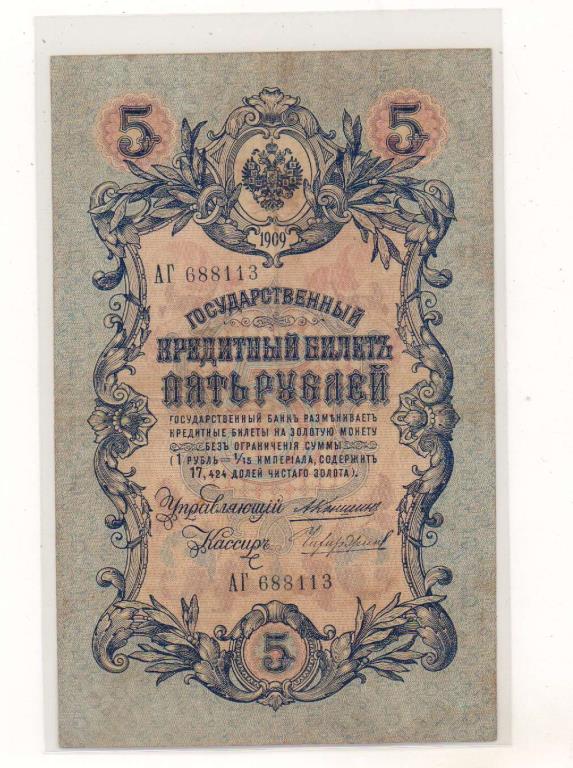 5 5
1909
АГ 688113
ГОСУДАРСТВЕННЫЙ
КРЕДИТНЫЙ БИЛЕТЪ
ПЯТЬ РУБЛЕЙ
ГОСУДАРСТВЕННЫЙ БАНКЪ РАЗМѢНИВАЕТЪ
КРЕДИТНЫЕ БИЛЕТЫ НА ЗОЛОТУЮ МОНЕТУ
БЕЗЪ ОГРАНИЧЕНІЯ СУММЫ
(1 РУБЛЬ = 1/15 ИМПЕРІАЛА, СОДЕРЖИТЪ
17,424 ДОЛЕЙ ЧИСТАГО ЗОЛОТА).
Управляющій АКоншинъ
Кассиръ
АГ 688113
5